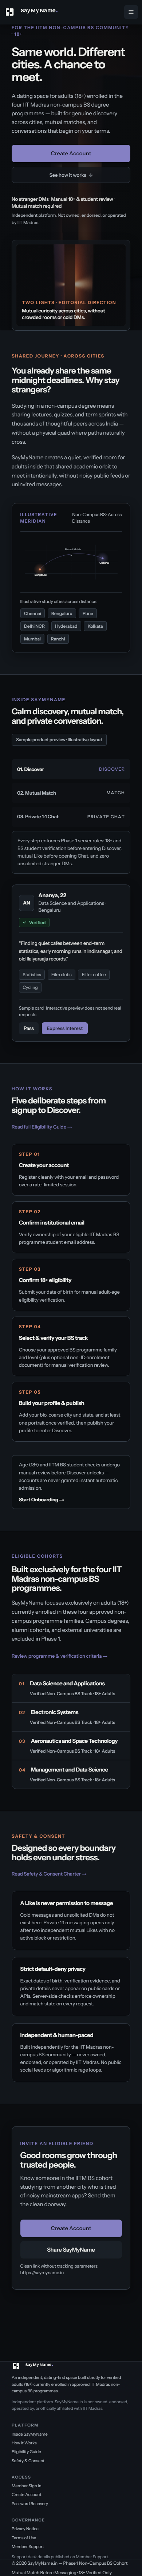 SayMyName.
FOR THE IITM NON-CAMPUS BS COMMUNITY
· 18+
Same world. Different
cities. A chance to
meet.
A dating space for adults (18+) enrolled in the
four IIT Madras non-campus BS degree
programmes — built for genuine discovery
across cities, mutual matches, and
conversations that begin on your terms.
Create Account
See how it works ↓
No stranger DMs · Manual 18+ & student review ·
Mutual match required
Independent platform. Not owned, endorsed, or operated
by IIT Madras.
TWO LIGHTS · EDITORIAL DIRECTION
Mutual curiosity across cities, without
crowded rooms or cold DMs.
SHARED JOURNEY · ACROSS CITIES
You already share the same
midnight deadlines. Why stay
strangers?
Studying in a non-campus degree means
sharing lectures, quizzes, and term deadlines
with thousands of thoughtful peers across India —
without a physical campus where paths naturally
cross.
SayMyName creates a quiet, verified room for
adults inside that shared academic world to
meet intentionally, without noisy public feeds or
unmoderated messages.
ILLUSTRATIVE
MERIDIAN
Non-Campus BS · Across
Distance
Mutual Match
Bengaluru
Chennai
Illustrative study cities across distance:
Chennai
Bengaluru
Pune
Delhi NCR
Hyderabad
Kolkata
Mumbai
Ranchi
INSIDE SAYMYNAME
Calm discovery, mutual match,
and private conversation.
Sample product preview · Illustrative layout
01. Discover
DISCOVER
02. Mutual Match
MATCH
03. Private 1:1 Chat
PRIVATE CHAT
Every step enforces Phase 1 server rules: 18+ and
BS student verification before entering Discover,
mutual Like before opening Chat, and zero
unsolicited stranger DMs.
AN
Ananya, 22
Data Science and Applications ·
Bengaluru
✓ Verified
"Finding quiet cafes between end-term
statistics, early morning runs in Indiranagar, and
old Ilaiyaraaja records."
Statistics
Film clubs
Filter coffee
Cycling
Sample card · Interactive preview does not send real
requests
Pass
Express Interest
HOW IT WORKS
Five deliberate steps from
signup to Discover.
Read full Eligibility Guide →
STEP 01
Create your account
Register cleanly with your email and password
over a rate-limited session.
STEP 02
Confirm institutional email
Verify ownership of your eligible IIT Madras BS
programme student email address.
STEP 03
Confirm 18+ eligibility
Submit your date of birth for manual adult-age
eligibility verification.
STEP 04
Select & verify your BS track
Choose your approved BS programme family
and level (plus optional non-ID enrollment
document) for manual verification review.
STEP 05
Build your profile & publish
Add your bio, coarse city and state, and at least
one portrait once verified, then publish your
profile to enter Discover.
Age (18+) and IITM BS student checks undergo
manual review before Discover unlocks —
accounts are never granted instant automatic
admission.
Start Onboarding →
ELIGIBLE COHORTS
Built exclusively for the four IIT
Madras non-campus BS
programmes.
SayMyName focuses exclusively on adults (18+)
currently enrolled in the four approved non-
campus programme families. Campus degrees,
alumni, and external communities are not
included in Phase 1.
Review programme & verification criteria →
01 Data Science and Applications
Verified Non-Campus BS Track · 18+ Adults
02 Electronic Systems
Verified Non-Campus BS Track · 18+ Adults
03 Aeronautics and Space Technology
Verified Non-Campus BS Track · 18+ Adults
04 Management and Data Science
Verified Non-Campus BS Track · 18+ Adults
SAFETY & CONSENT
Designed so every boundary
holds even under stress.
Read Safety & Consent Charter →
A Like is never permission to message
Cold messages and unsolicited DMs do not
exist here. Private 1:1 messaging opens only
after two independent mutual Likes with no
active block or restriction.
Strict default-deny privacy
Exact dates of birth, verification evidence, and
private details never appear on public cards or
APIs. Server-side checks enforce ownership
and match state on every request.
Independent & human-paced
Built independently for the IIT Madras non-
campus BS community — never owned,
endorsed, or operated by IIT Madras. No public
social feeds or algorithmic rage loops.
INVITE AN ELIGIBLE FRIEND
Good rooms grow through
trusted people.
Know someone in the IITM BS cohort
studying from another city who is tired
of noisy mainstream apps? Send them
the clean doorway.
Create Account
Share SayMyName
Clean link without tracking parameters:
https://saymyname.in
SayMyName.
An independent, dating-first space built strictly for verified
adults (18+) currently enrolled in approved IIT Madras non-
campus BS programmes.
Independent platform: SayMyName is not owned, endorsed,
operated by, or officially affiliated with IIT Madras.
PLATFORM
Inside SayMyName
How It Works
Eligibility Guide
Safety & Consent
ACCESS
Member Sign In
Create Account
Password Recovery
GOVERNANCE
Privacy Notice
Terms of Use
Member Support
Support desk details published on Member Support.
© 2026 SayMyName.in — Phase 1 Non-Campus BS Cohort
Mutual Match Before Messaging · 18+ Verified Only